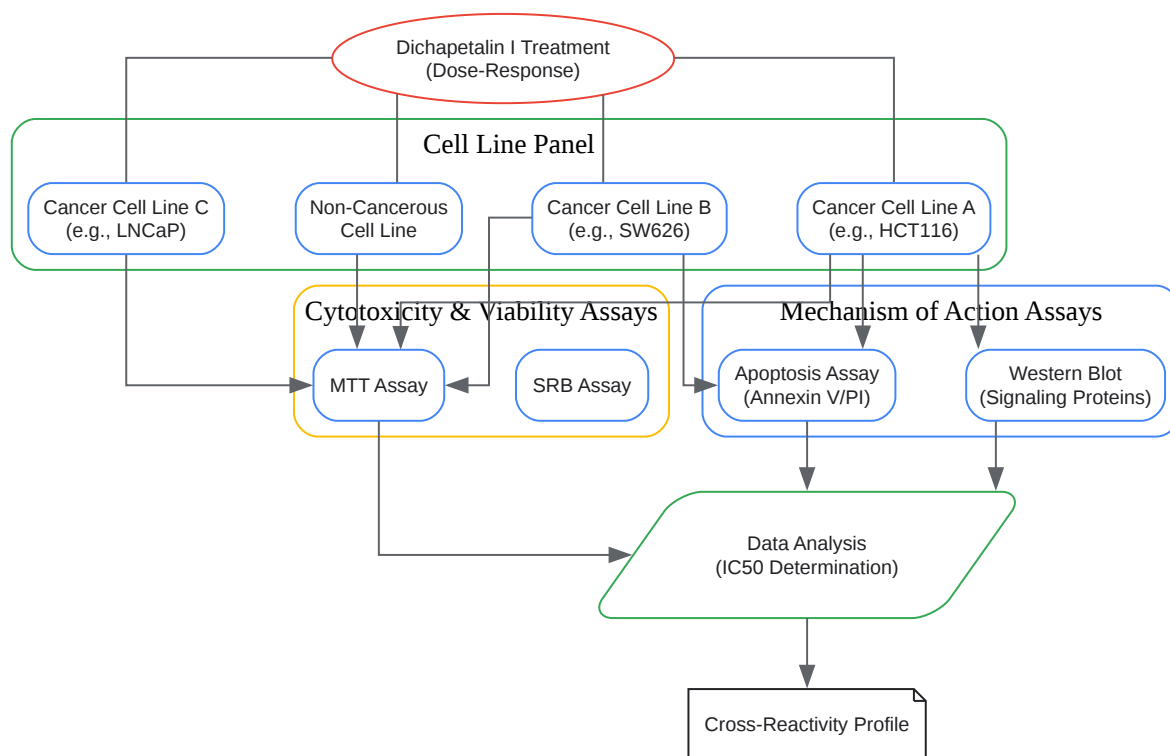 Dichapetalin I Treatment
(Dose-Response)
Cell Line Panel
Cancer Cell Line C
(e.g., LNCaP)
Non-Cancerous
Cell Line
Cancer Cell Line B
(e.g., SW626)
Cancer Cell Line A
(e.g., HCT116)
Cytotoxicity & Viability Assays
Mechanism of Action Assays
MTT Assay
SRB Assay
Apoptosis Assay
(Annexin V/PI)
Western Blot
(Signaling Proteins)
Data Analysis
(IC50 Determination)
Cross-Reactivity Profile